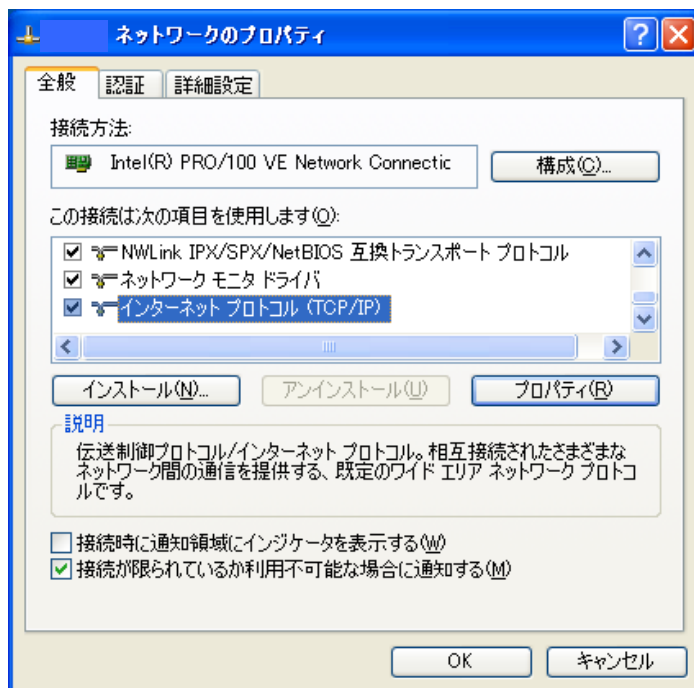 ネットワークのプロパティ
全般 認証 詳細設定
接続方法:
Intel(R) PRO/100 VE Network Connectic 構成(C)...
この接続は次の項目を使用します(O):
NWLink IPX/SPX/NetBIOS 互換トランスポート プロトコル
ネットワーク モニタ ドライバ
インターネット プロトコル (TCP/IP)
インストール(N)... アンインストール(U) プロパティ(R)
説明
伝送制御プロトコル/インターネット プロトコル。相互接続されたさまざまな
ネットワーク間の通信を提供する、既定のワイド エリア ネットワーク プロトコ
ルです。
接続時に通知領域にインジケータを表示する(W)
接続が限られているか利用不可能な場合に通知する(M)
OK キャンセル